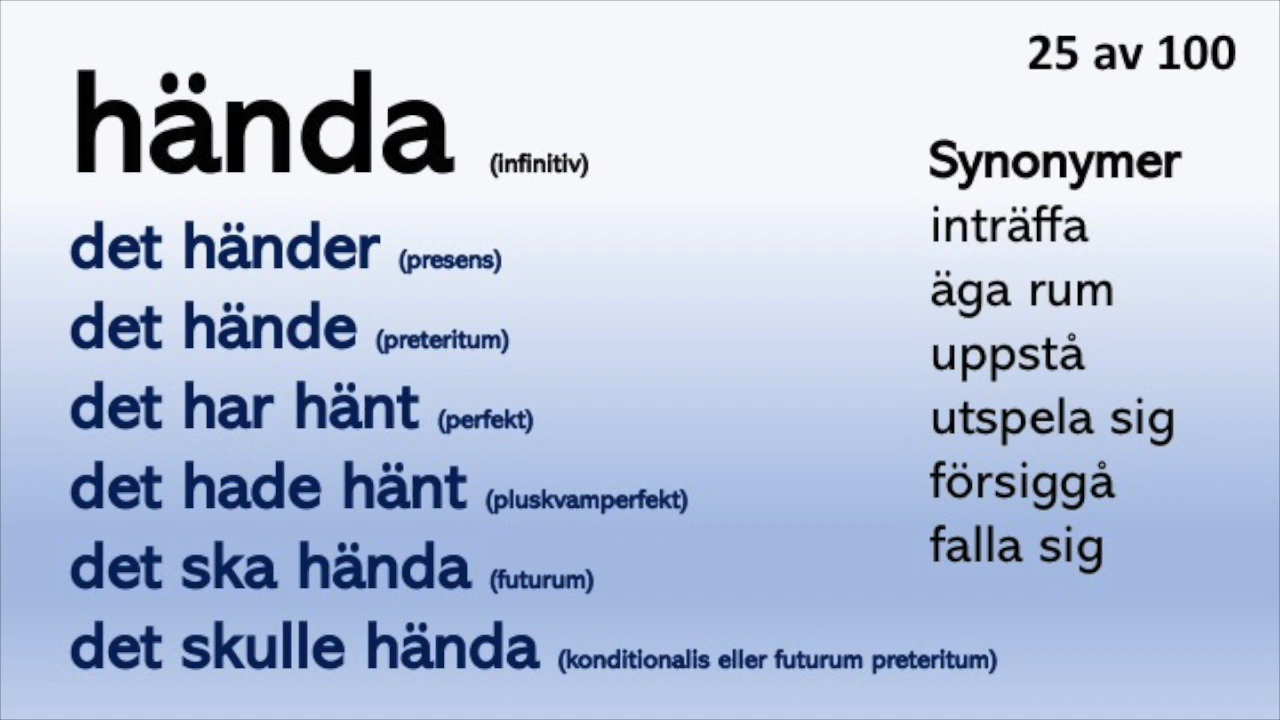 25 av 100
hända (infinitiv)
det händer (presens)
det hände (preteritum)
det har hänt (perfekt)
det hade hänt (pluskvamperfekt)
det ska hända (futurum)
det skulle hända (konditionalis eller futurum preteritum)
Synonymer
inträffa
äga rum
uppstå
utspela sig
försiggå
falla sig